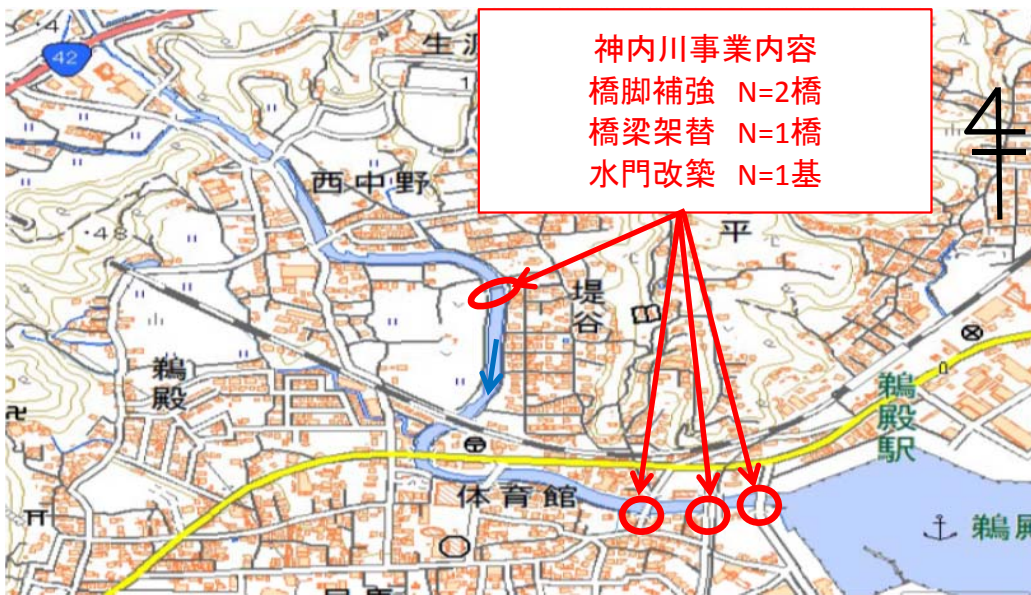 神内川事業内容
橋脚補強 N=2橋
橋梁架替 N=1橋
水門改築 N=1基
42
西中野
・48
平
堤谷
鵜殿
鵜殿駅
体育館